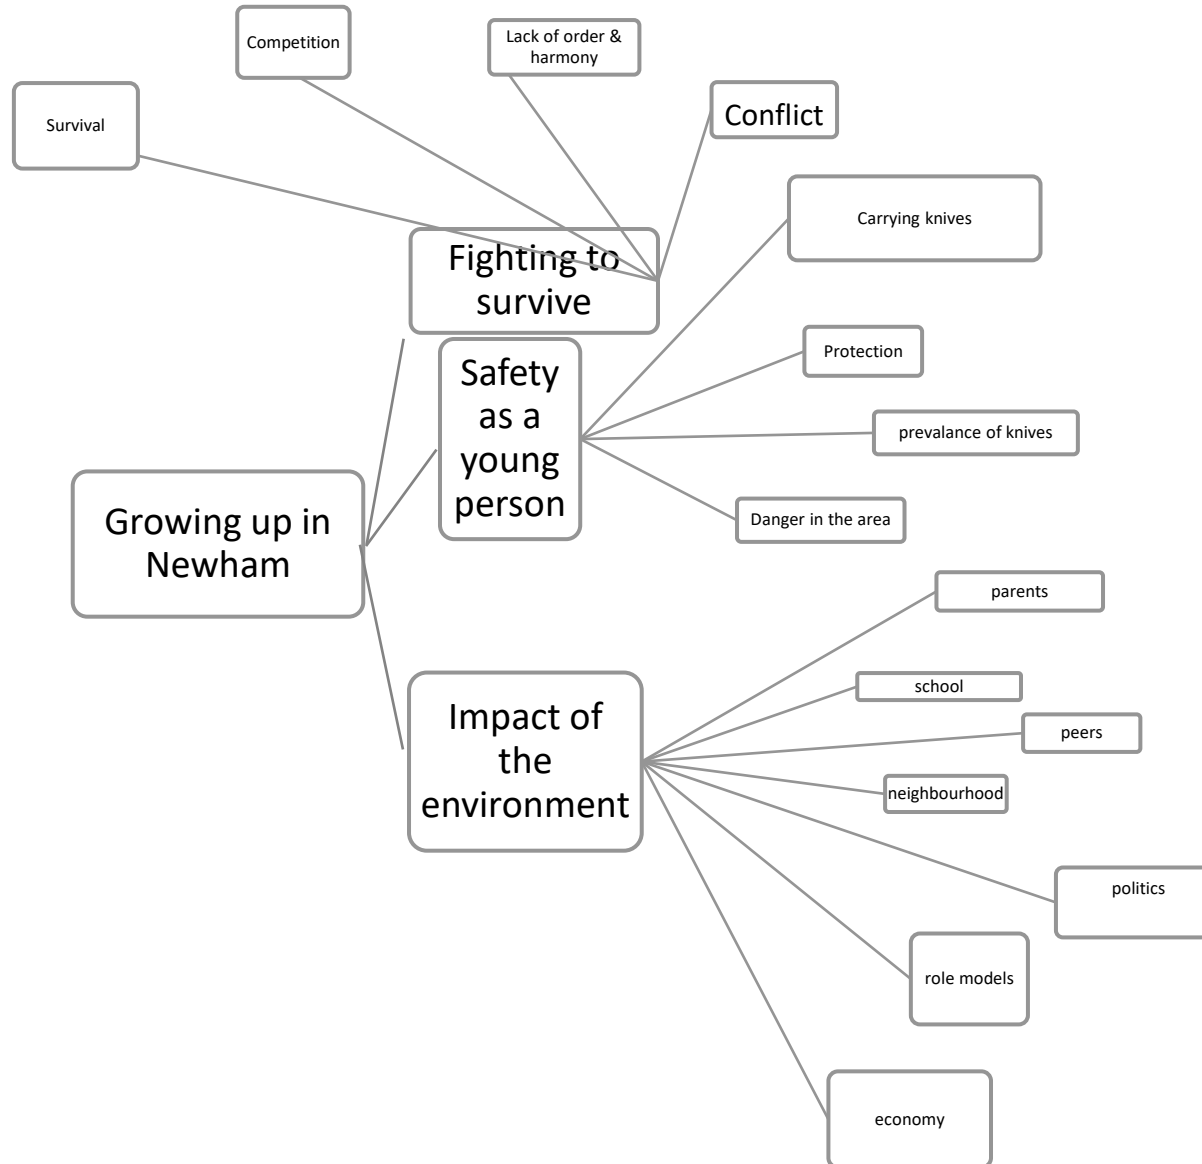 Competition
Lack of order &
harmony
Survival
Conflict
Carrying knives
Fighting to
survive
Protection
Safety
as a
young
person
prevalance of knives
Danger in the area
Growing up in
Newham
parents
school
Impact of
the
environment
peers
neighbourhood
politics
role models
economy